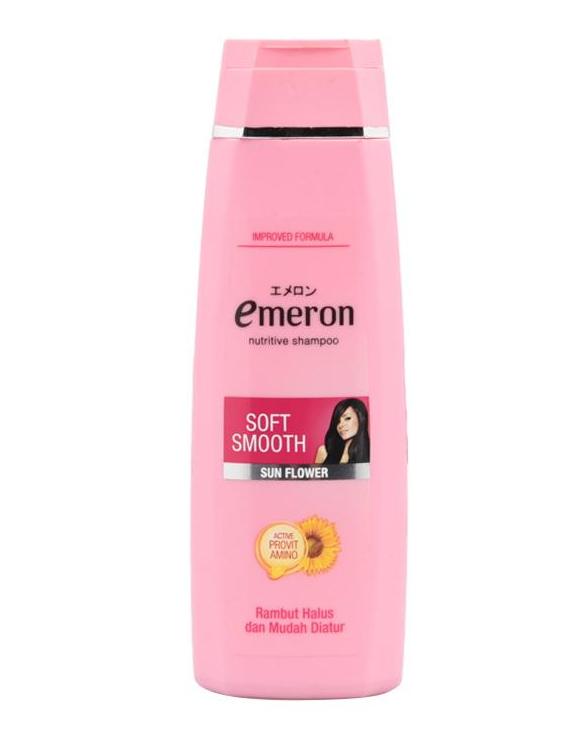 IMPROVED FORMULA
エメロン
emeron
nutritive shampoo
SOFT
SMOOTH
SUN FLOWER
ACTIVE
PROVIT
AMINO
Rambut Halus
dan Mudah Diatur